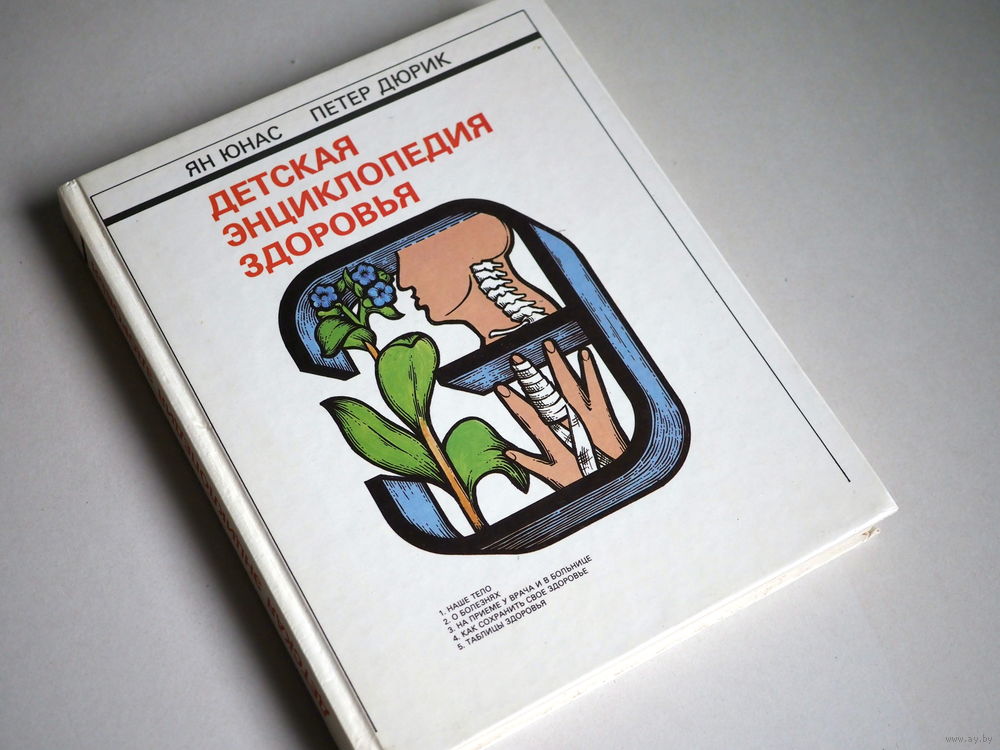 ЯН ЮНАС ПЕТЕР ДЮРИК
ДЕТСКАЯ
ЭНЦИКЛОПЕДИЯ
ЗДОРОВЬЯ
1. НАШЕ ТЕЛО
2. О БОЛЕЗНЯХ
3. НА ПРИЕМЕ У ВРАЧА И В БОЛЬНИЦЕ
4. КАК СОХРАНИТЬ СВОЕ ЗДОРОВЬЕ
5. ТАБЛИЦЫ ЗДОРОВЬЯ
www.ay.by